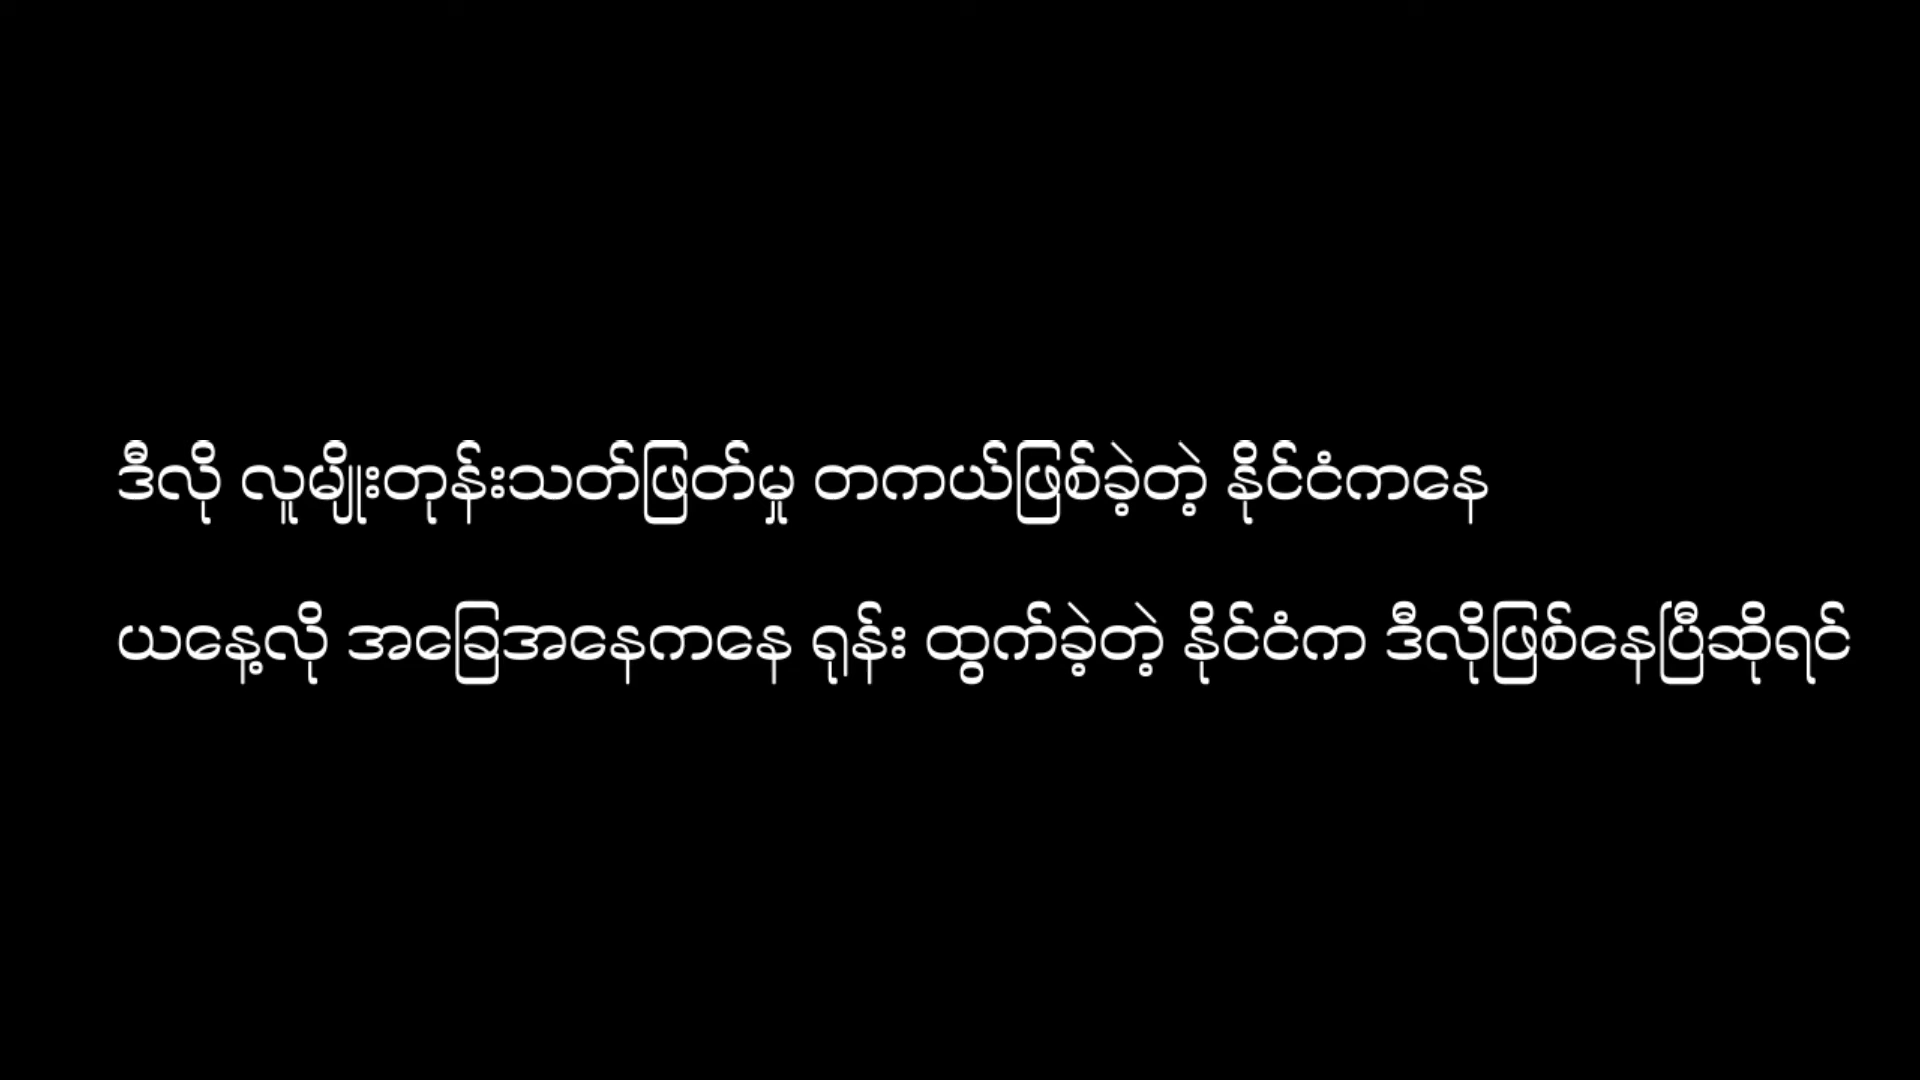 ဒီလို လူမျိုးတုန်းသတ်ဖြတ်မှု တကယ်ဖြစ်ခဲ့တဲ့ နိုင်ငံကနေ
ယနေ့လို အခြေအနေကနေ ရုန်း ထွက်ခဲ့တဲ့ နိုင်ငံက ဒီလိုဖြစ်နေပြီဆိုရင်